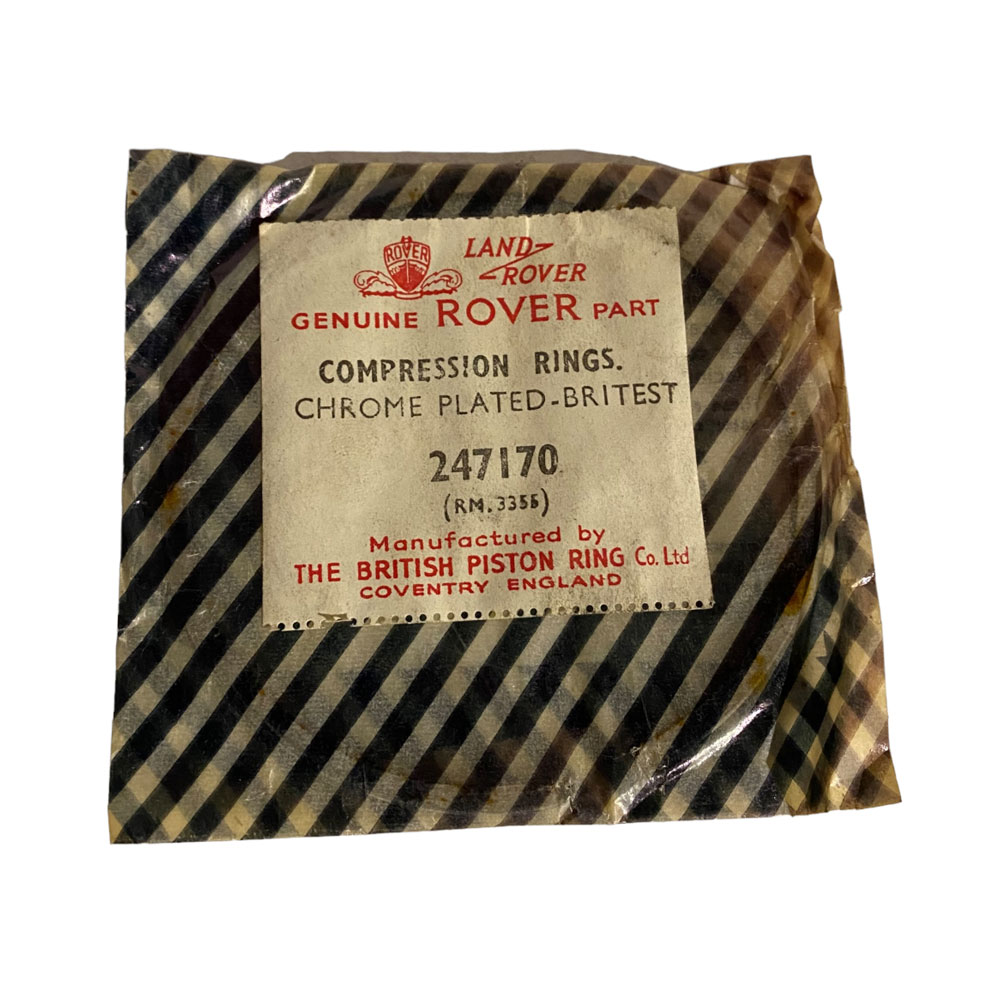 ROVER
LAND
ROVER
GENUINE ROVER PART
COMPRESSION RINGS.
CHROME PLATED-BRITEST
247170
(RM.3355)
Manufactured by
THE BRITISH PISTON RING Co. Ltd
COVENTRY ENGLAND